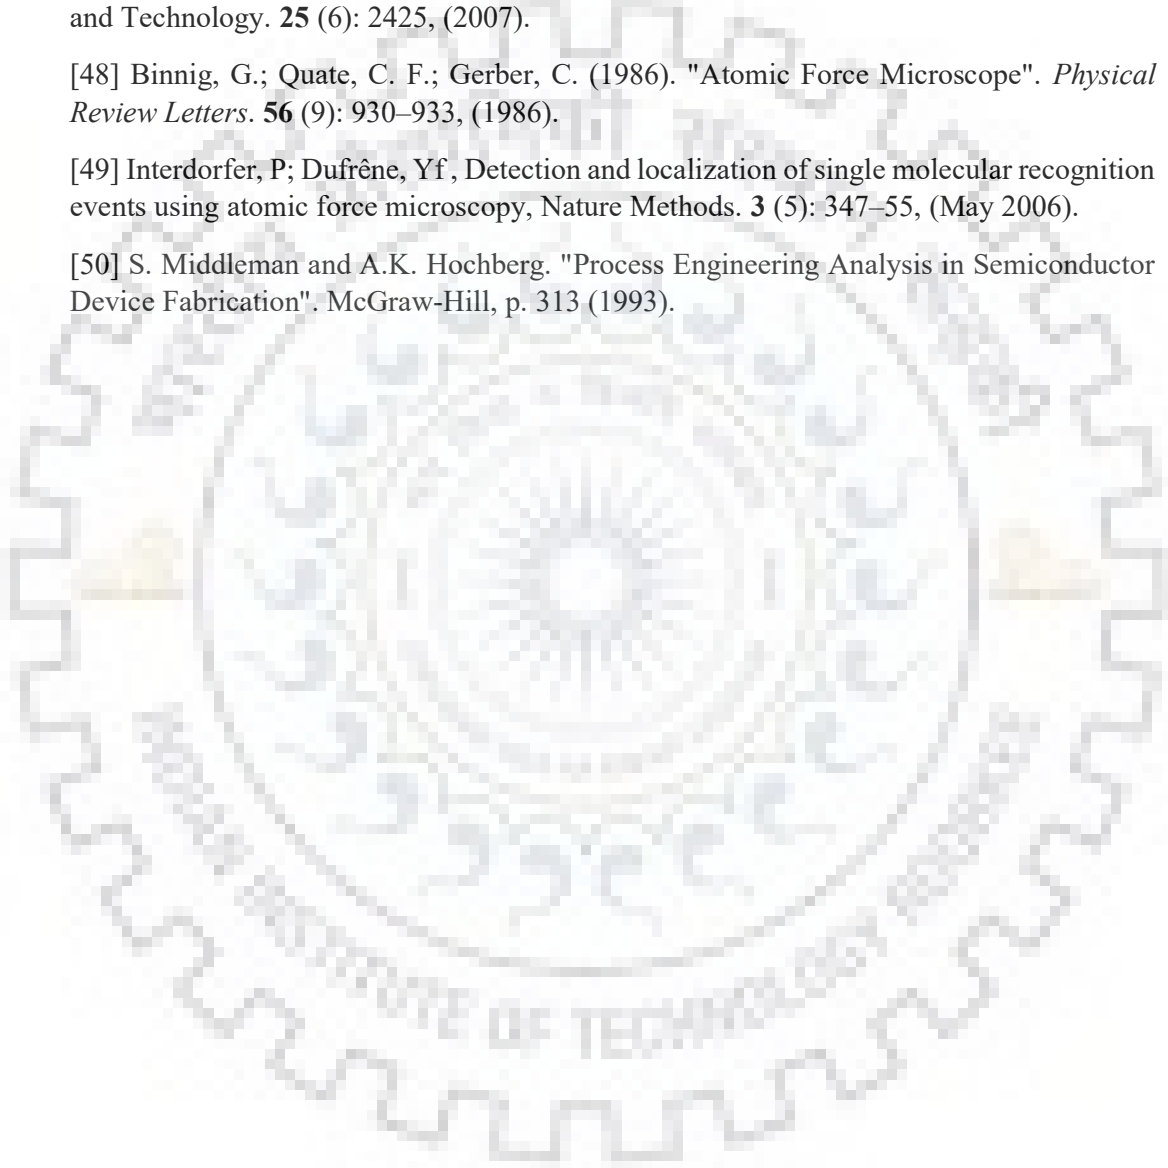 and Technology. 25 (6): 2425, (2007).
[48] Binnig, G.; Quate, C. F.; Gerber, C. (1986). "Atomic Force Microscope". Physical
Review Letters. 56 (9): 930–933, (1986).
[49] Interdorfer, P; Dufrêne, Yf , Detection and localization of single molecular recognition
events using atomic force microscopy, Nature Methods. 3 (5): 347–55, (May 2006).
[50] S. Middleman and A.K. Hochberg. "Process Engineering Analysis in Semiconductor
Device Fabrication". McGraw-Hill, p. 313 (1993).
OF TECHNOLOGY